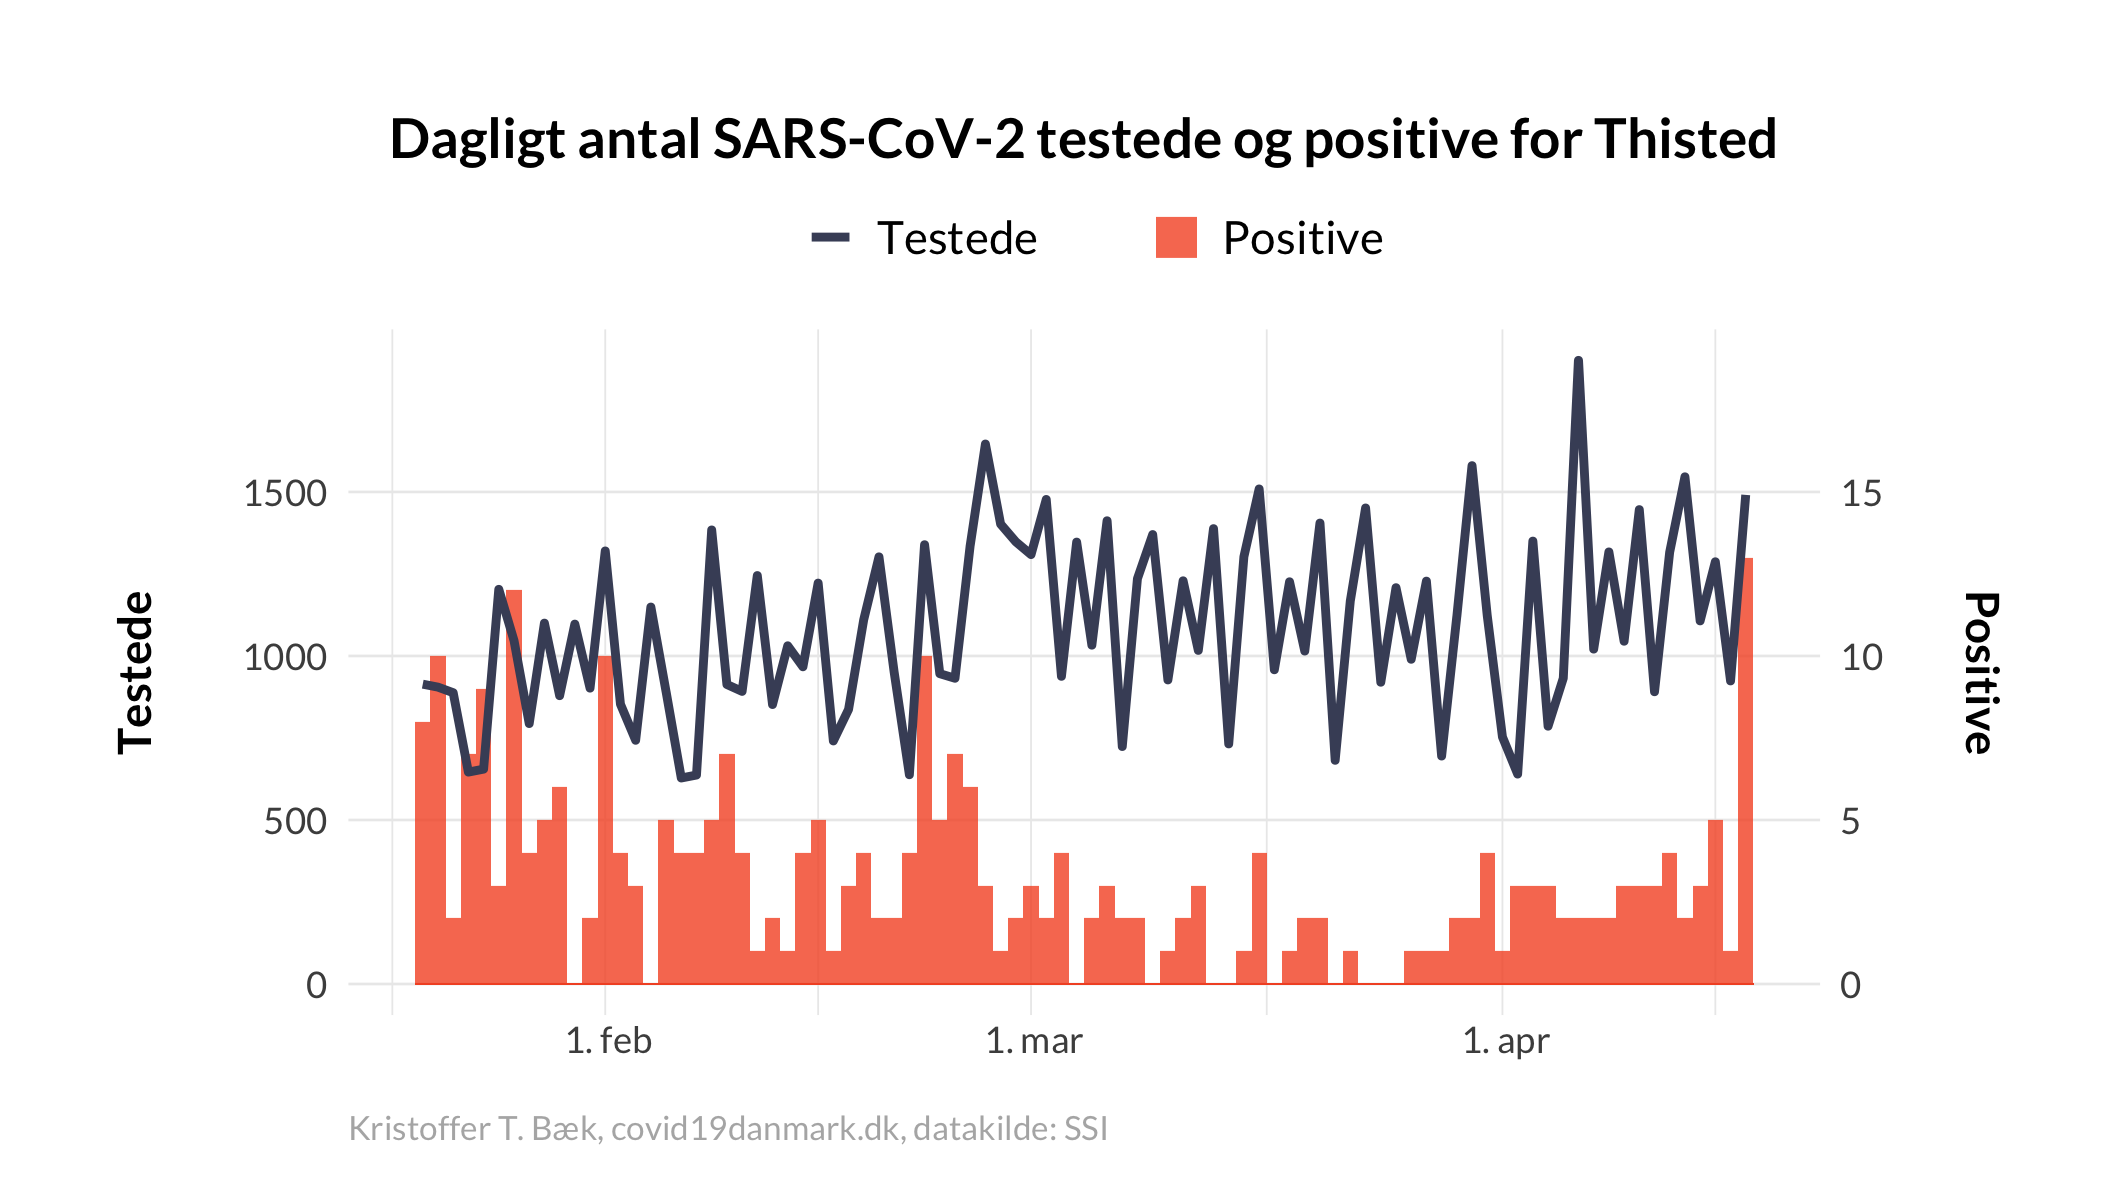 Dagligt antal SARS-CoV-2 testede og positive for Thisted
Testede
Positive
1500
1000
500
0
15
10
5
0
Testede
Positive
1. feb
1. mar
1. apr
Kristoffer T. Bæk, covid19danmark.dk, datakilde: SSI